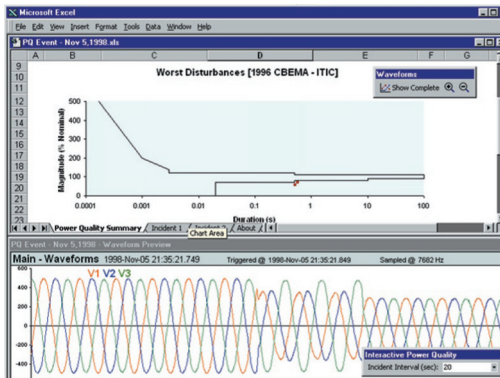 Microsoft Excel
File Edit View Insert Format Tools Data Window Help
PQ Event - Nov 5,1998.xls
A B C D E F G
9
10
11
12
13
14
15
16
17
18
19
20
21
22
23
Worst Disturbances [1996 CBEMA - ITIC]
Waveforms
Show Complete
Magnitude (% Nominal)
500
400
300
200
100
0
0.0001 0.001 0.01 0.1 1 10 100
Duration (s)
Power Quality Summary Incident 1 Incident 2 About
Chart Area
PQ Event - Nov 5,1998 - Waveform Preview
Main - Waveforms 1998-Nov-05 21:35:21.749 Triggered @ 1998-Nov-05 21:35:21.849 Sampled @ 7682 Hz
V1 V2 V3
500
0
-500
Interactive Power Quality
Incident Interval (sec): 20